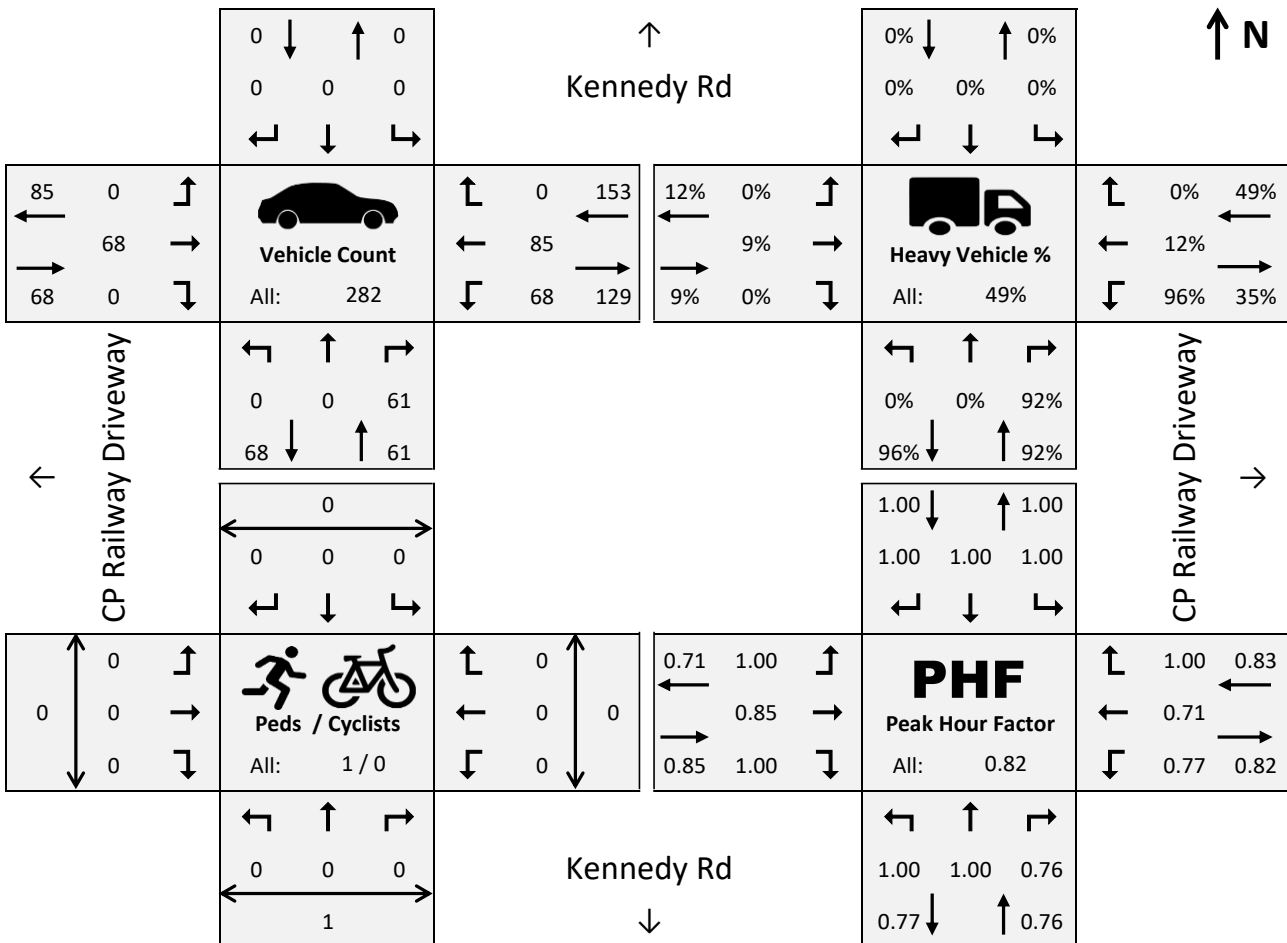 0 0 0% 0% N
Kennedy Rd
0 0 0 0% 0% 0%
85 0 0 153 12% 0% 0% 49%
68 Vehicle Count 85 9% Heavy Vehicle % 12%
68 0 All: 282 68 129 9% 0% All: 49% 96% 35%
CP Railway Driveway
CP Railway Driveway
0 0 61 0% 0% 92%
68 61 96% 92%
0 1.00 1.00
0 0 0 1.00 1.00 1.00
0 0 0.71 1.00 PHF 1.00 0.83
0 0 Peds / Cyclists 0 0 0.85 Peak Hour Factor 0.71
0 All: 1 / 0 0 0.85 1.00 All: 0.82 0.77 0.82
0 0 0 Kennedy Rd 1.00 1.00 0.76
1 0.77 0.76